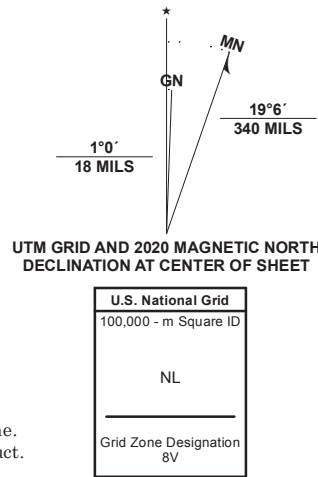 ★
MN
GN
19°6´
340 MILS
1°0´
18 MILS
UTM GRID AND 2020 MAGNETIC NORTH
DECLINATION AT CENTER OF SHEET
U.S. National Grid
100,000 - m Square ID
NL
Grid Zone Designation
8V